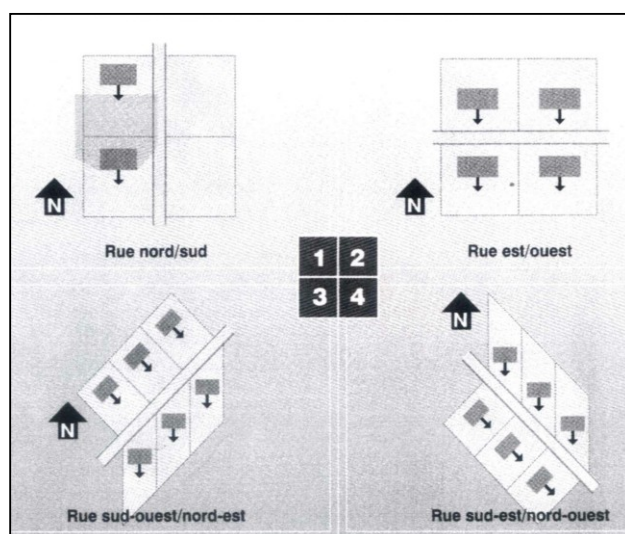 N
Rue nord/sud
N
Rue est/ouest
1 2
3 4
N
Rue sud-ouest/nord-est
N
Rue sud-est/nord-ouest